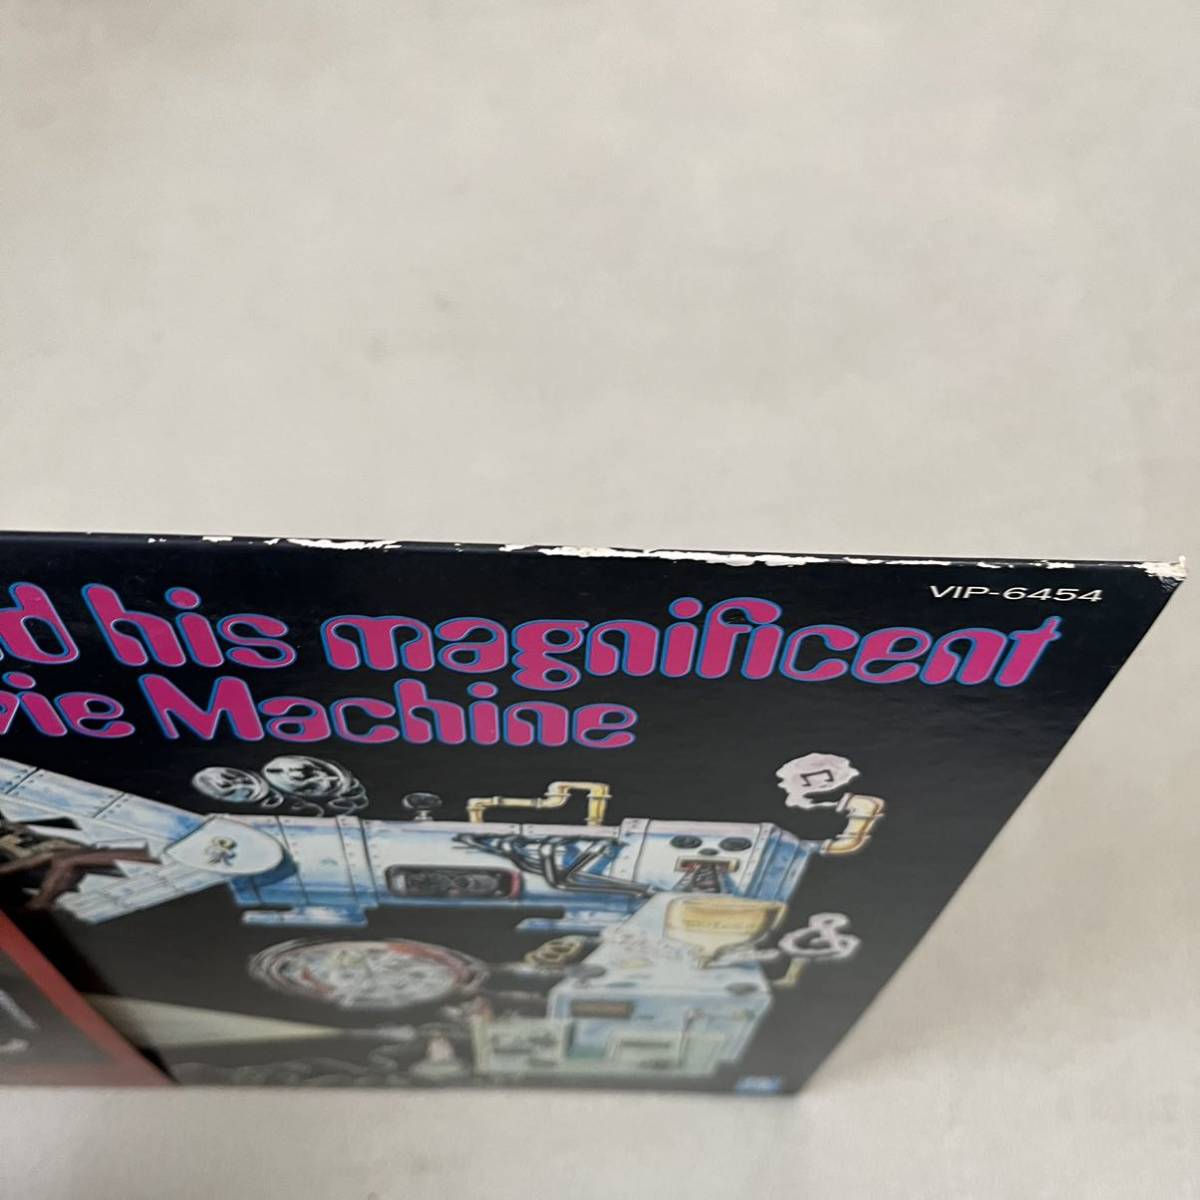 VIP-6454
d his magnificent
vie Machine